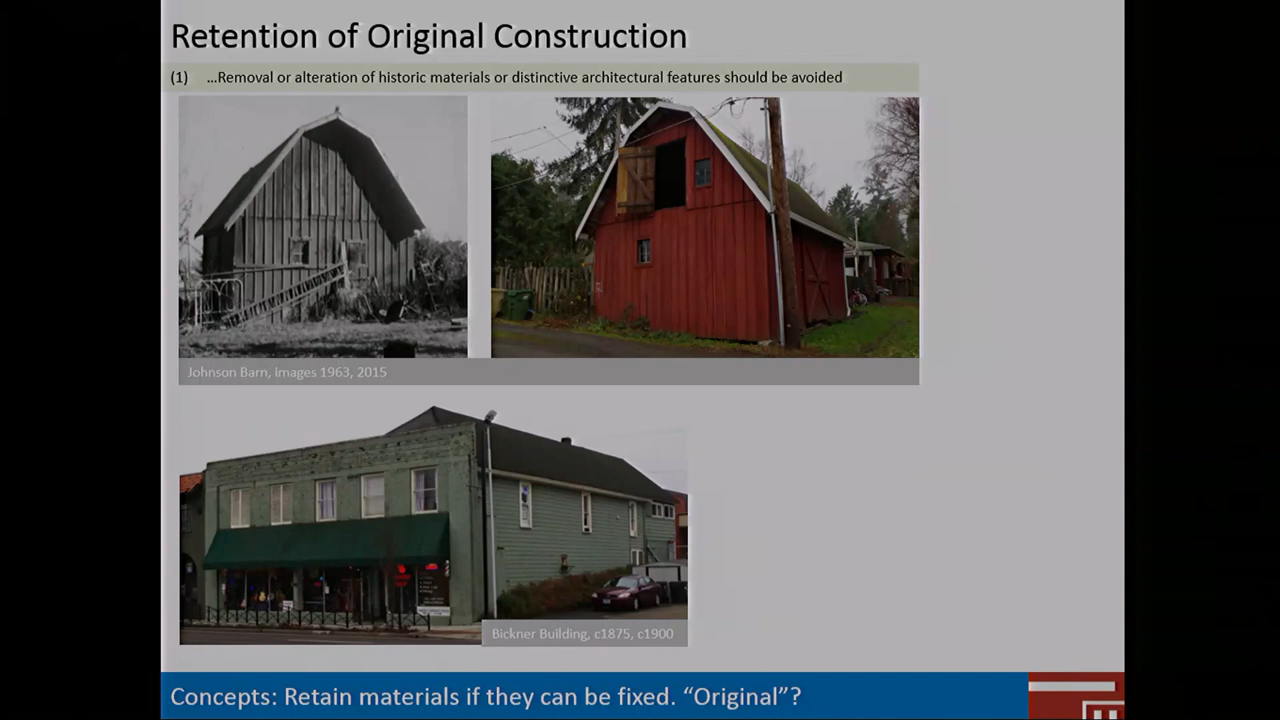 Retention of Original Construction
(1) …Removal or alteration of historic materials or distinctive architectural features should be avoided
Johnson Barn, images 1963, 2015
Bickner Building, c1875, c1900
Concepts: Retain materials if they can be fixed. “Original”?